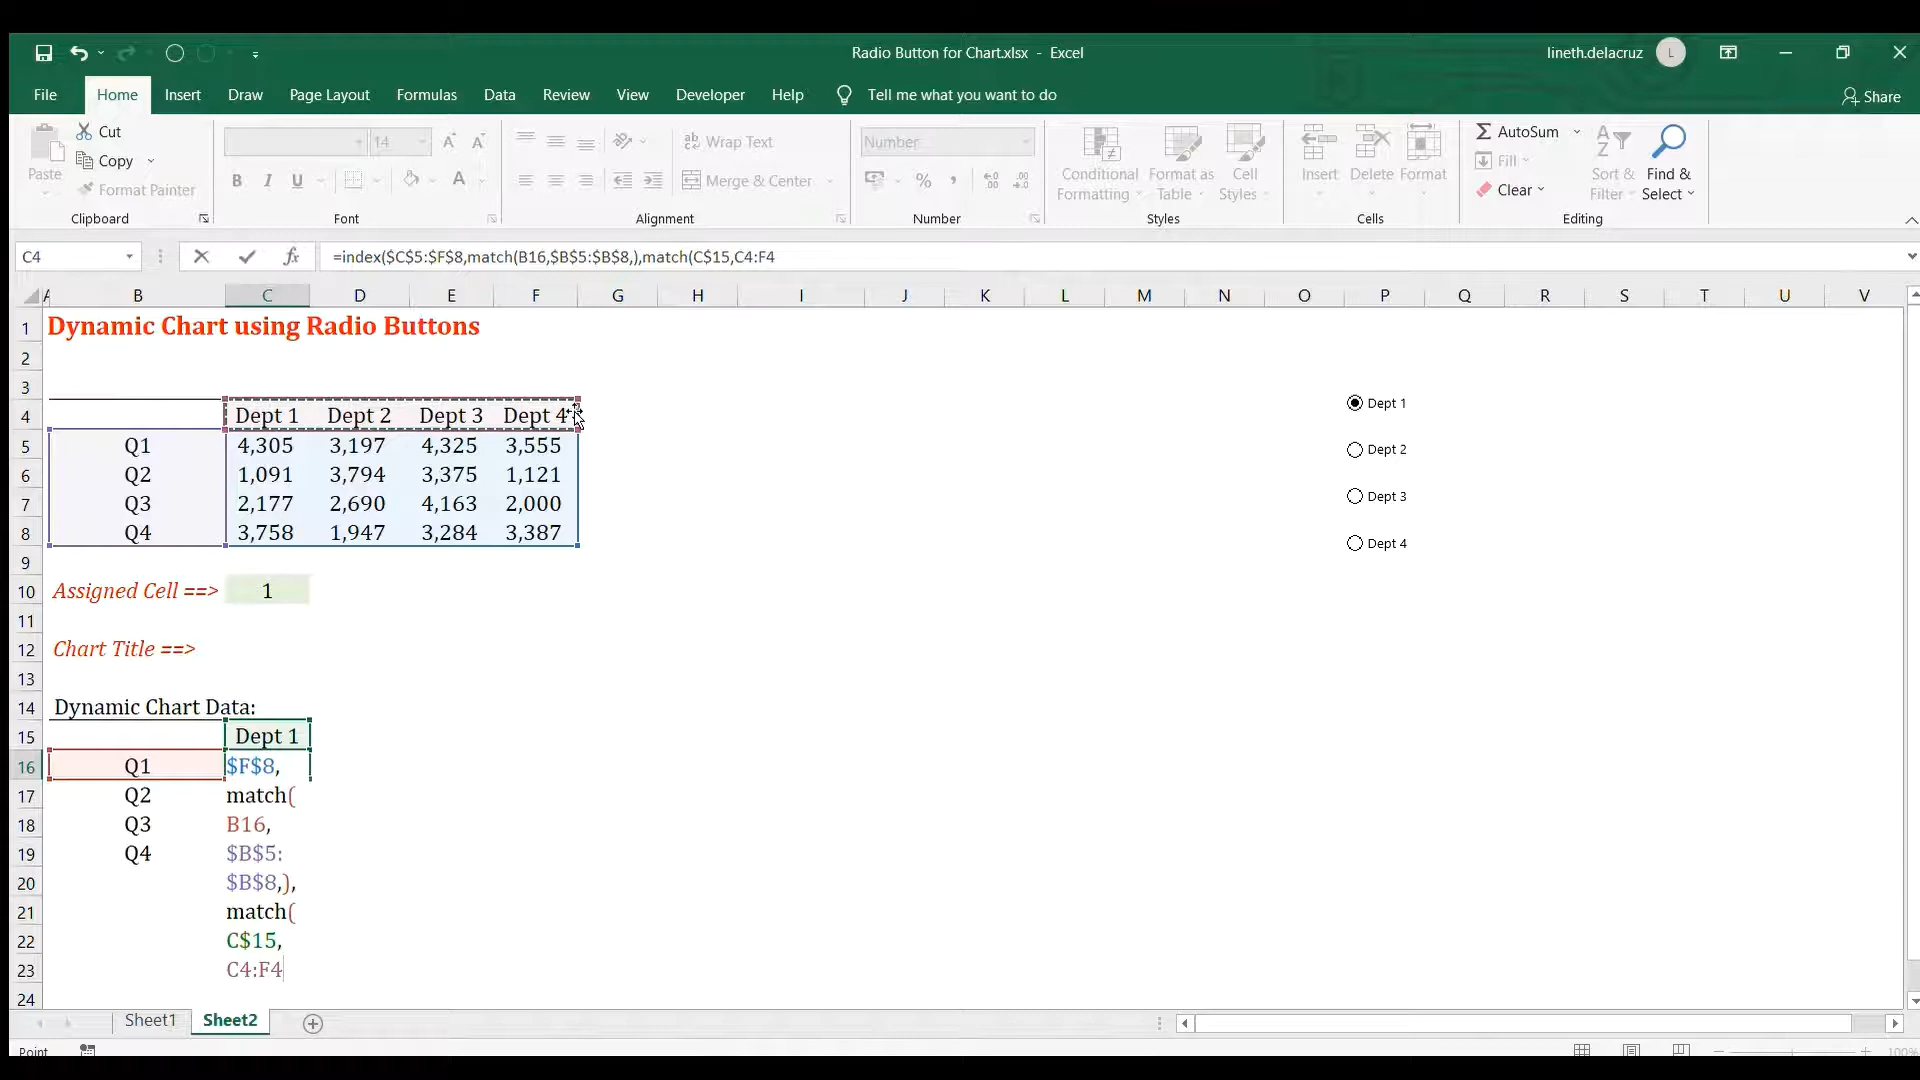 Radio Button for Chart.xlsx - Excel
lineth.delacruz
L
File Home Insert Draw Page Layout Formulas Data Review View Developer Help Tell me what you want to do
Share
Paste
Cut
Copy
Format Painter
Clipboard
14
A A
B I U A
Font
Wrap Text
Merge & Center
Alignment
Number
% ,
Number
Conditional Formatting
Format as Table
Cell Styles
Styles
Insert Delete Format
Cells
AutoSum
Fill
Clear
Sort & Filter
Find & Select
Editing
C4 fx =index($C$5:$F$8,match(B16,$B$5:$B$8,),match(C$15,C4:F4
A B C D E F G H I J K L M N O P Q R S T U V
1 Dynamic Chart using Radio Buttons
2
3
4 Dept 1 Dept 2 Dept 3 Dept 4
5 Q1 4,305 3,197 4,325 3,555
6 Q2 1,091 3,794 3,375 1,121
7 Q3 2,177 2,690 4,163 2,000
8 Q4 3,758 1,947 3,284 3,387
Dept 1
Dept 2
Dept 3
Dept 4
9
10 Assigned Cell ==> 1
11
12 Chart Title ==>
13
14 Dynamic Chart Data:
15 Dept 1
16 Q1 $F$8,
17 Q2 match(
18 Q3 B16,
19 Q4 $B$5:
20 $B$8,),
21 match(
22 C$15,
23 C4:F4
24
Sheet1 Sheet2
Point
100%